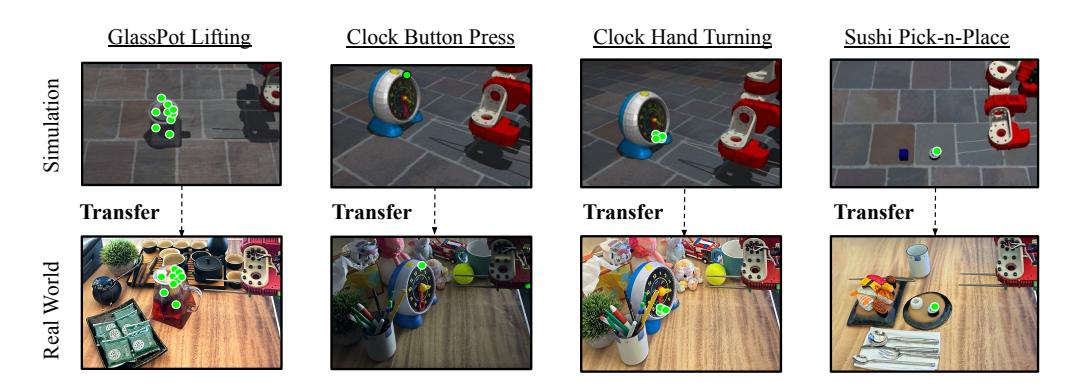 GlassPot Lifting
Clock Button Press
Clock Hand Turning
Sushi Pick-n-Place
Simulation
Transfer
Transfer
Transfer
Transfer
Real World